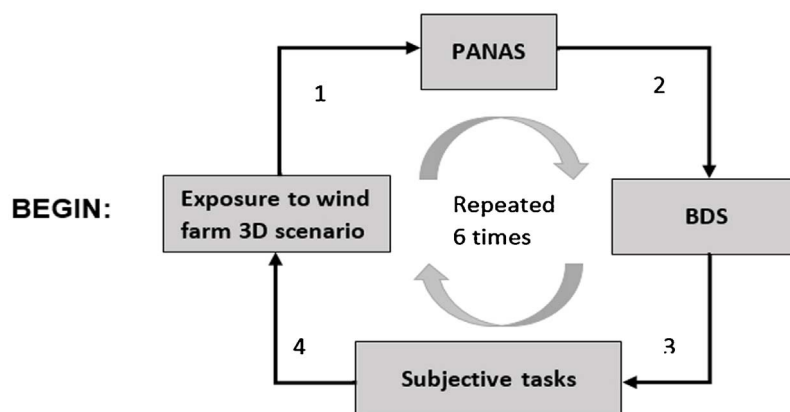 PANAS
1
2
BEGIN:
Exposure to wind
farm 3D scenario
Repeated
6 times
BDS
4
3
Subjective tasks